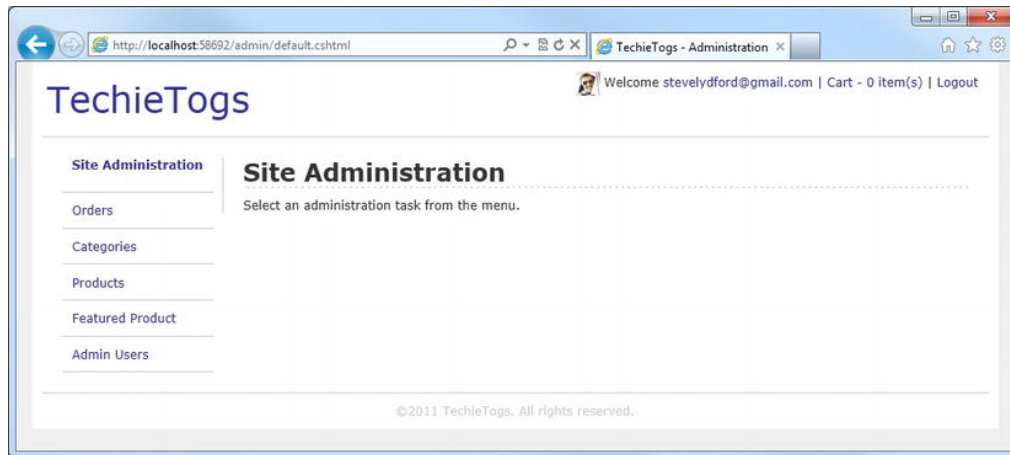 http://localhost:58692/admin/default.cshtml
TechieTogs - Administration
Welcome stevelydford@gmail.com | Cart - 0 item(s) | Logout
TechieTogs
Site Administration
Orders
Categories
Products
Featured Product
Admin Users
Site Administration
Select an administration task from the menu.
©2011 TechieTogs. All rights reserved.